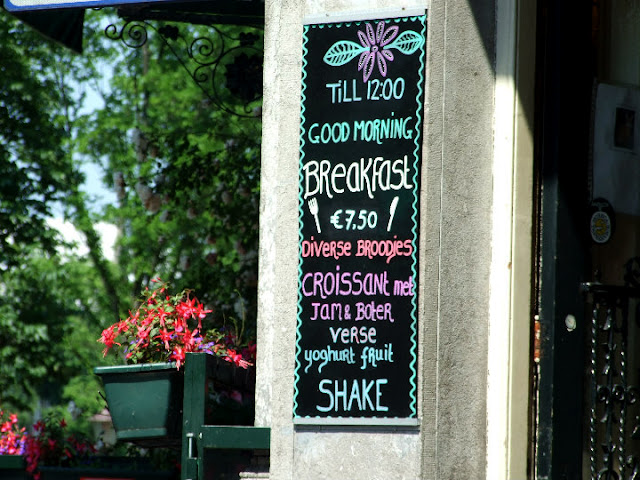 TiLL 12:00
GOOD MORNING
BREAKFAST
€7,50
DIVERSE BROODJES
CROISSANT met
JAM & BOTER
VERSE
yoghurt fruit
SHAKE